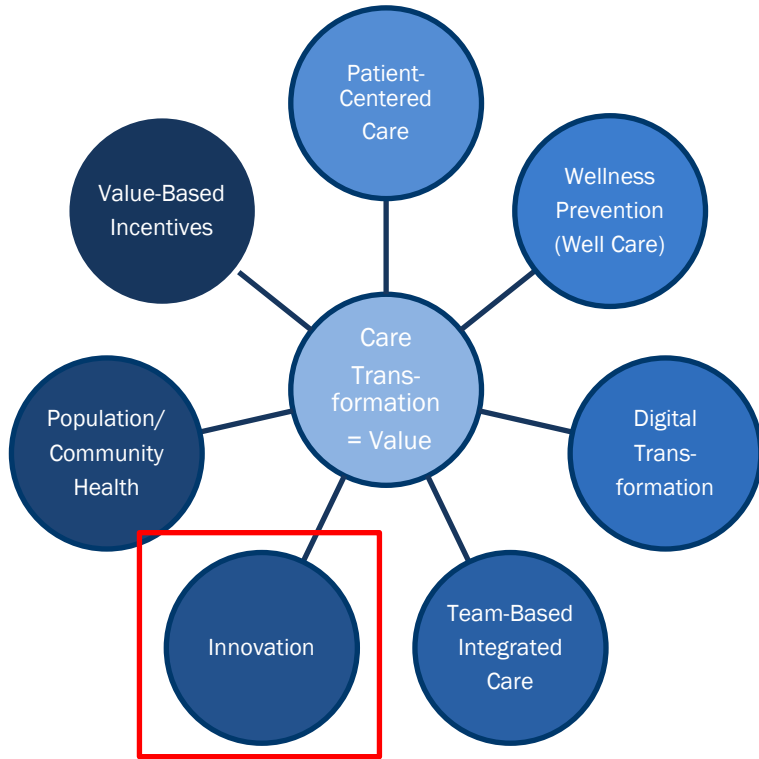 Patient-
Centered
Care
Wellness
Prevention
(Well Care)
Digital
Trans-
formation
Team-Based
Integrated
Care
Innovation
Population/
Community
Health
Value-Based
Incentives
Care
Trans-
formation
= Value